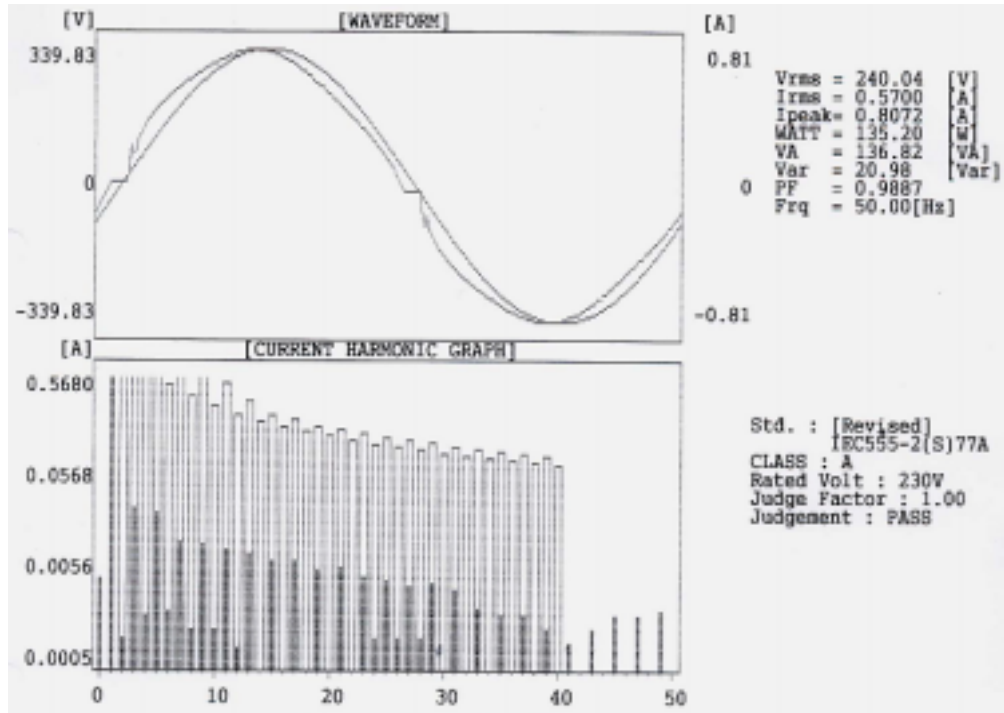 [V] [WAVEFORM] [A]
339.83
0
-339.83
0.81
0
-0.81
Vrms = 240.04 [V]
Irms = 0.5700 [A]
Ipeak= 0.8072 [A]
WATT = 135.20 [W]
VA = 136.82 [VA]
Var = 20.98 [Var]
PF = 0.9887
Frq = 50.00[Hz]
[A] [CURRENT HARMONIC GRAPH]
0.5680
0.0568
0.0056
0.0005
0 10 20 30 40 50
Std. : [Revised]
IEC555-2(S)77A
CLASS : A
Rated Volt : 230V
Judge Factor : 1.00
Judgement : PASS